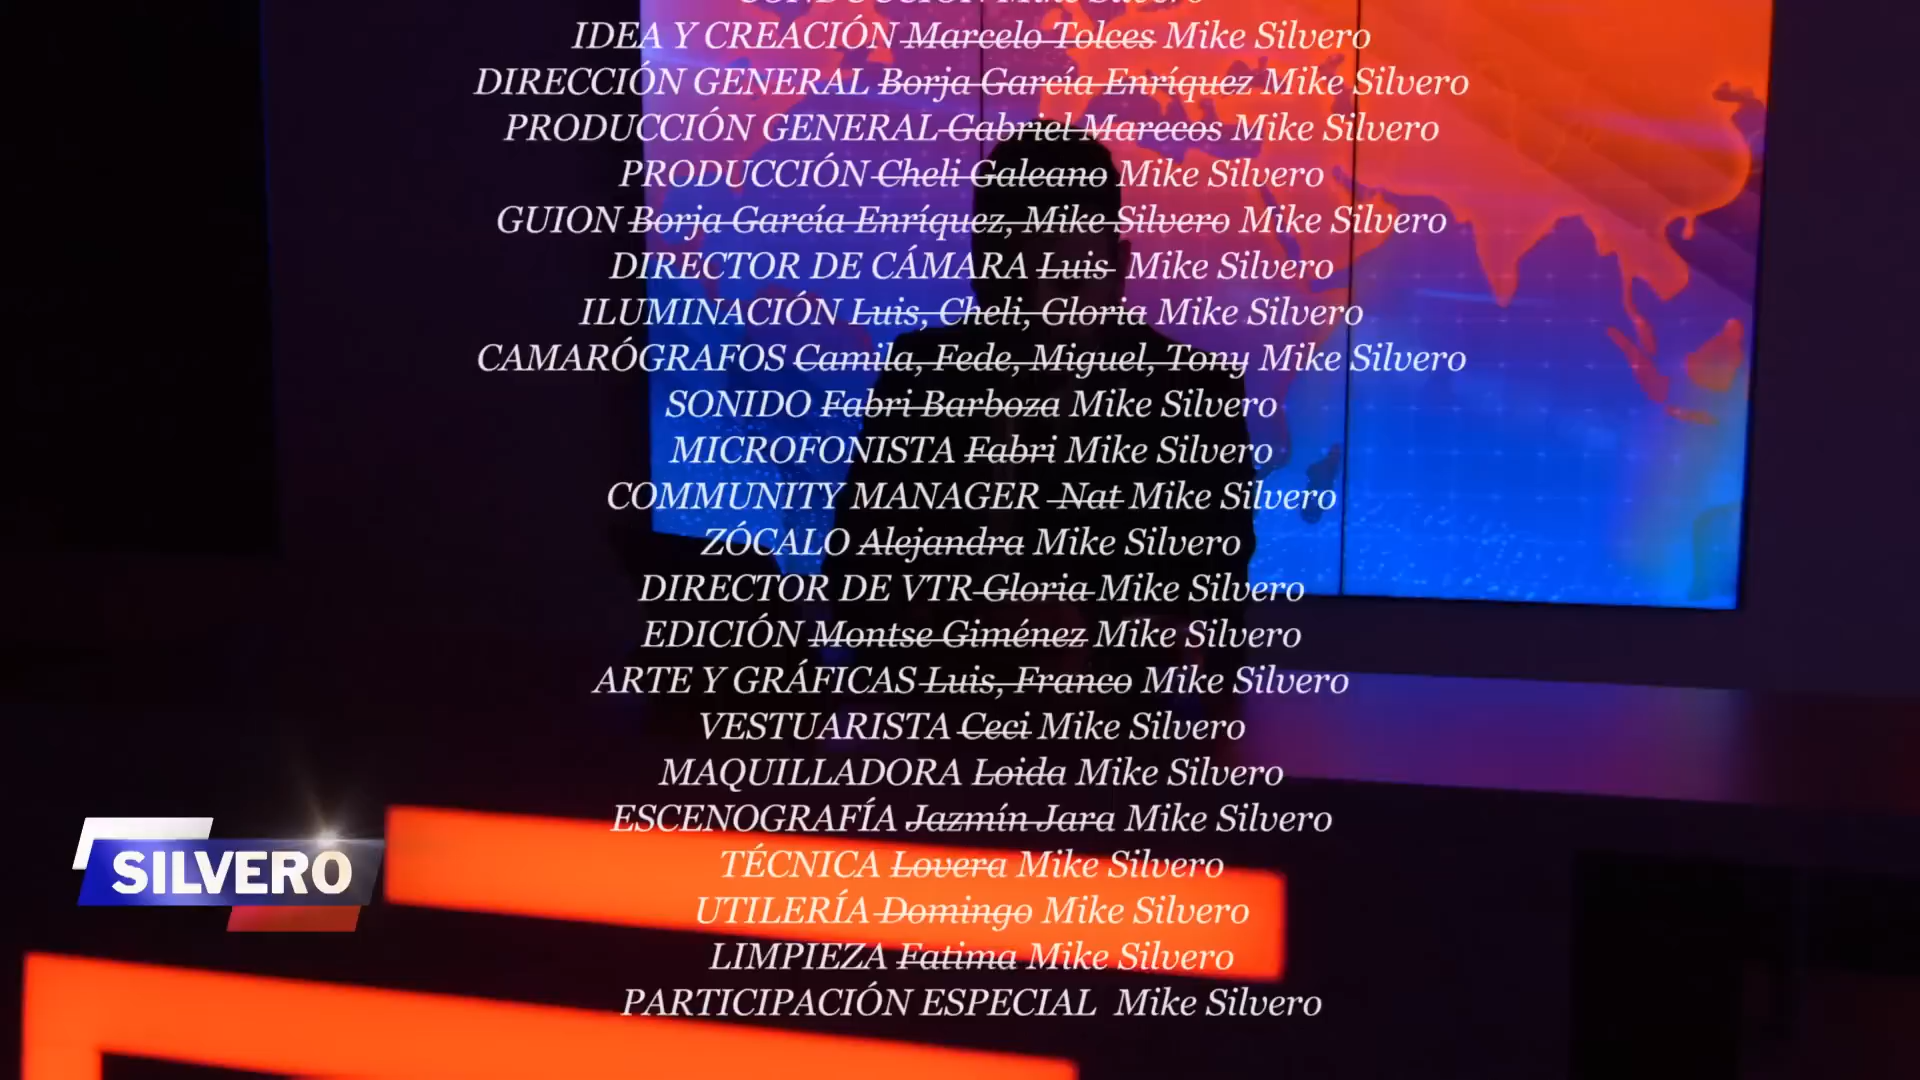 CONDUCCIÓN Mike Silvero
IDEA Y CREACIÓN Marcelo Tolces Mike Silvero
DIRECCIÓN GENERAL Borja García Enríquez Mike Silvero
PRODUCCIÓN GENERAL Gabriel Marecos Mike Silvero
PRODUCCIÓN Cheli Galeano Mike Silvero
GUION Borja García Enríquez, Mike Silvero Mike Silvero
DIRECTOR DE CÁMARA Luis Mike Silvero
ILUMINACIÓN Luis, Cheli, Gloria Mike Silvero
CAMARÓGRAFOS Camila, Fede, Miguel, Tony Mike Silvero
SONIDO Fabri Barboza Mike Silvero
MICROFONISTA Fabri Mike Silvero
COMMUNITY MANAGER Nat Mike Silvero
ZÓCALO Alejandra Mike Silvero
DIRECTOR DE VTR Gloria Mike Silvero
EDICIÓN Montse Giménez Mike Silvero
ARTE Y GRÁFICAS Luis, Franco Mike Silvero
VESTUARISTA Ceci Mike Silvero
MAQUILLADORA Loida Mike Silvero
ESCENOGRAFÍA Jazmín Jara Mike Silvero
TÉCNICA Lovera Mike Silvero
UTILERÍA Domingo Mike Silvero
LIMPIEZA Fatima Mike Silvero
PARTICIPACIÓN ESPECIAL Mike Silvero
SILVERO